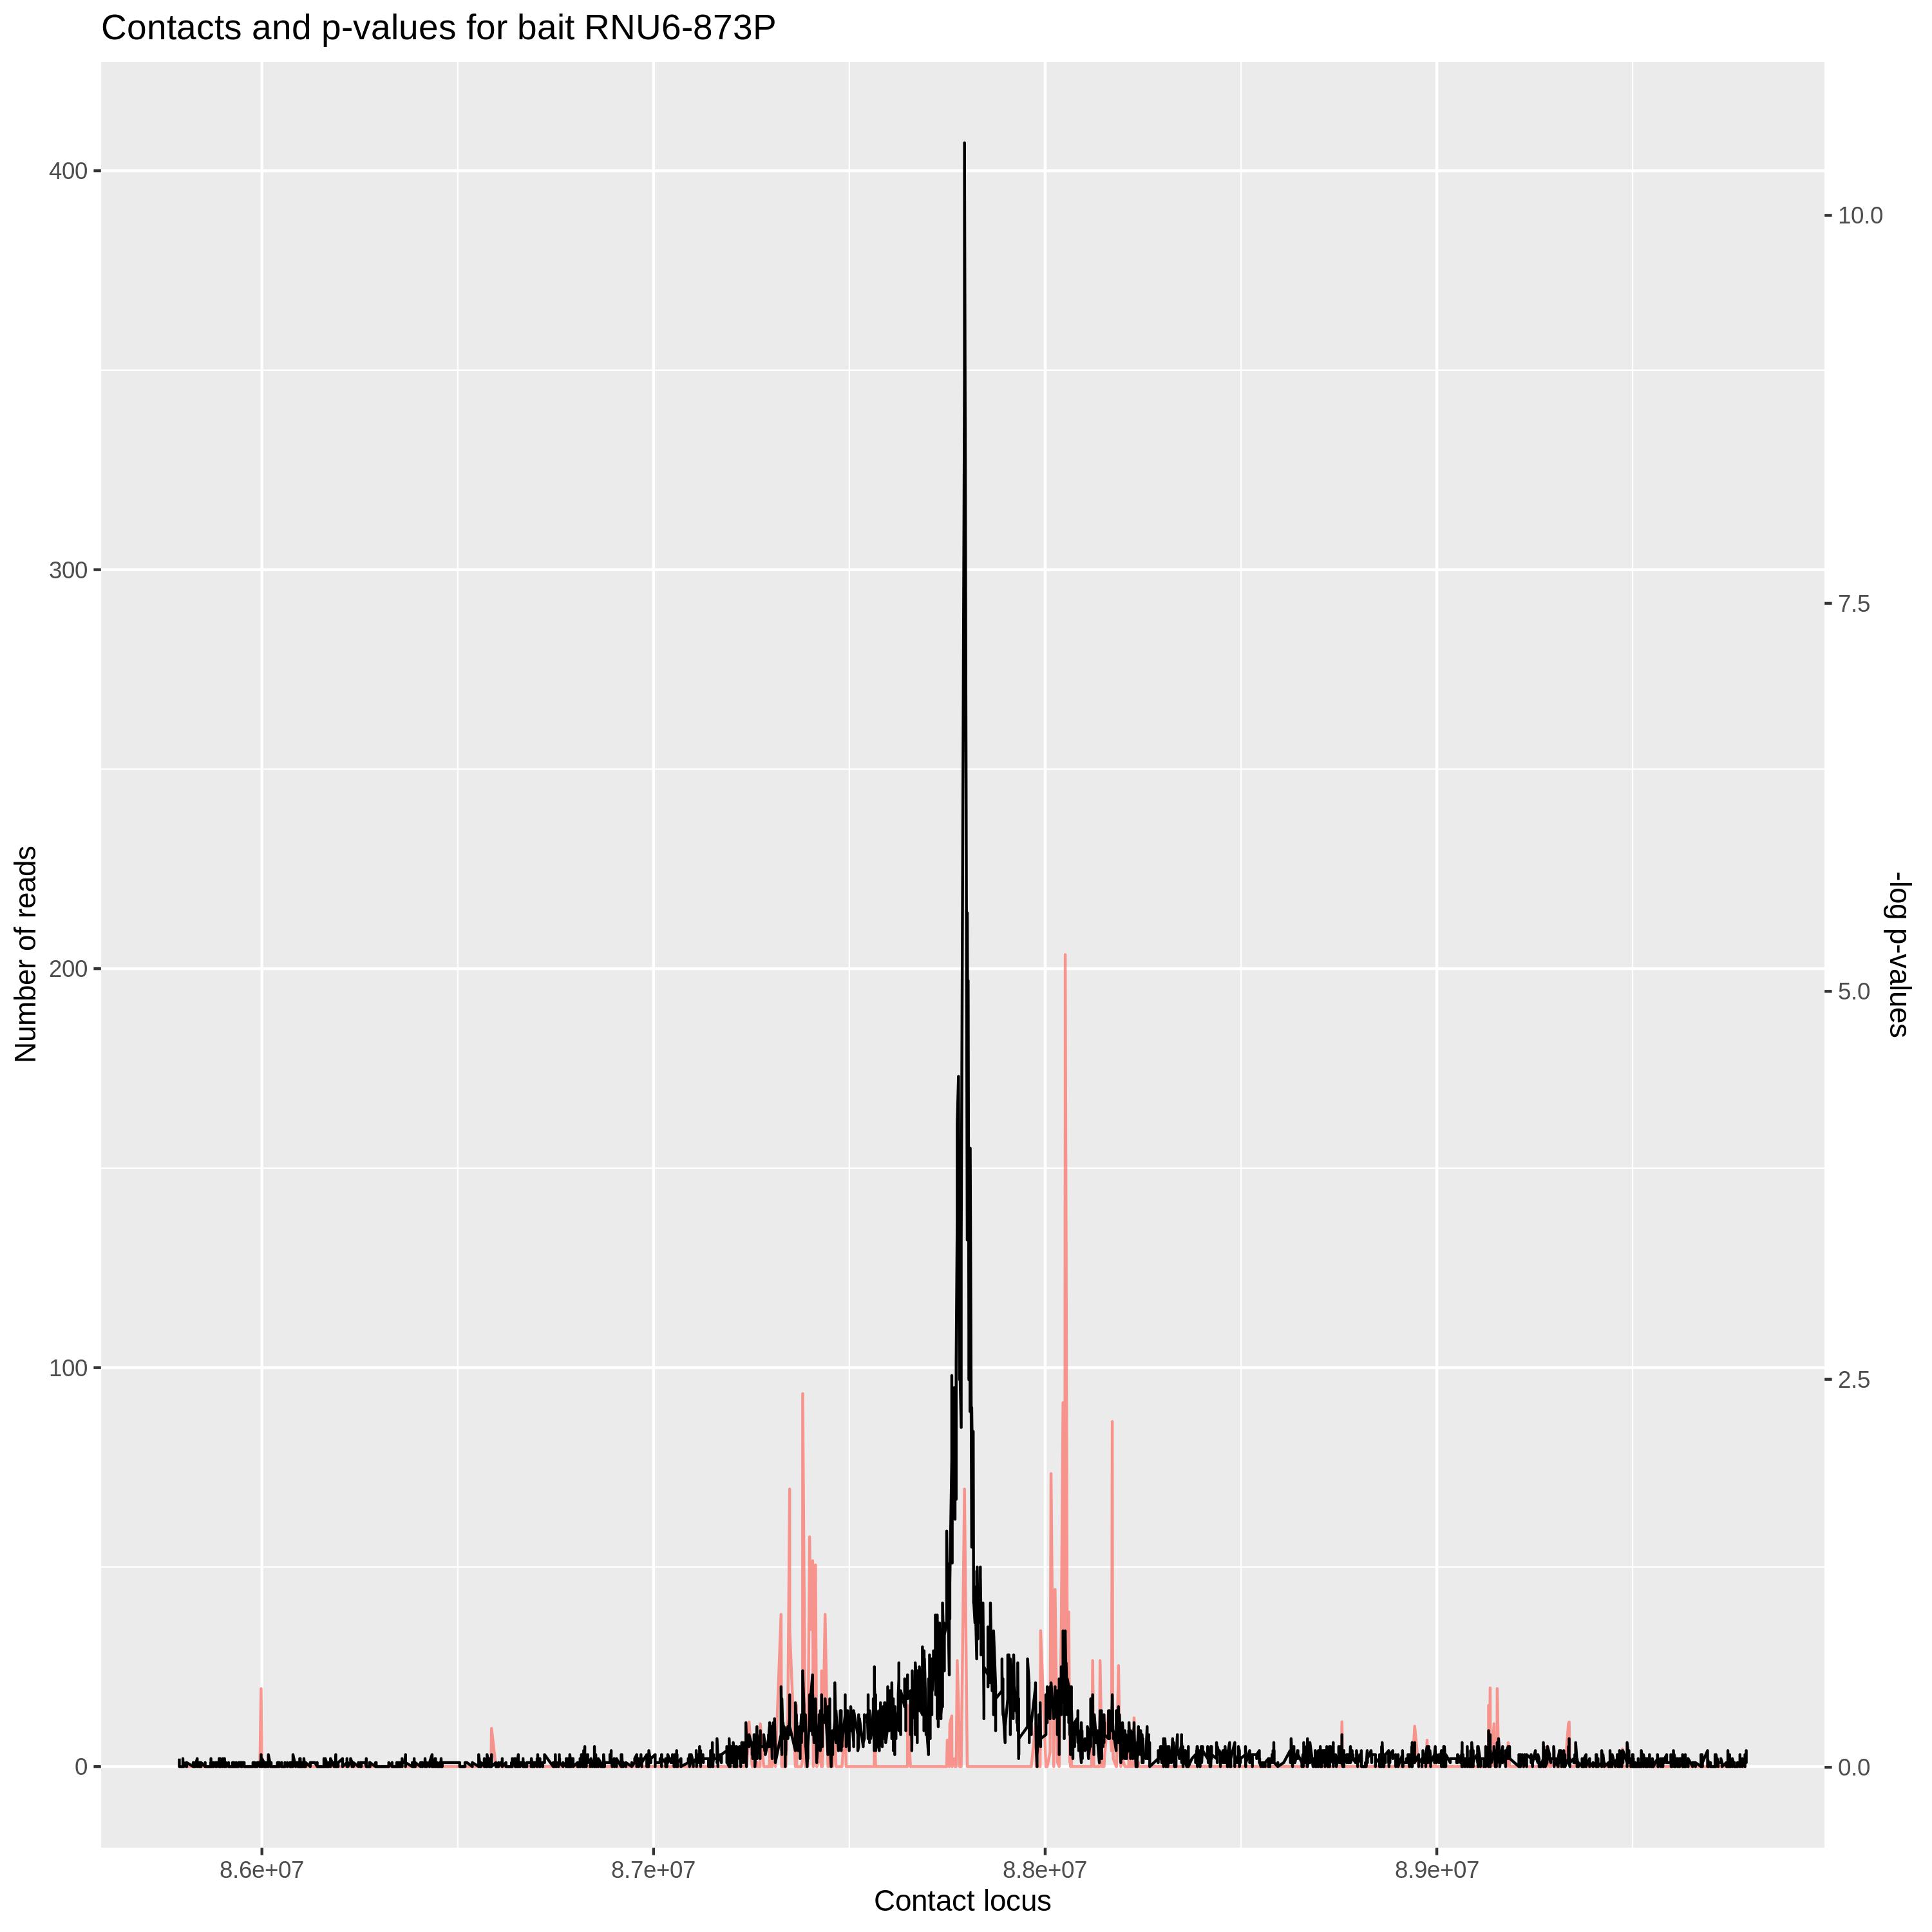 Contacts and p-values for bait RNU6-873P
400
300
200
100
0
Number of reads
10.0
7.5
5.0
2.5
0.0
-log p-values
8.6e+07
8.7e+07
8.8e+07
8.9e+07
Contact locus